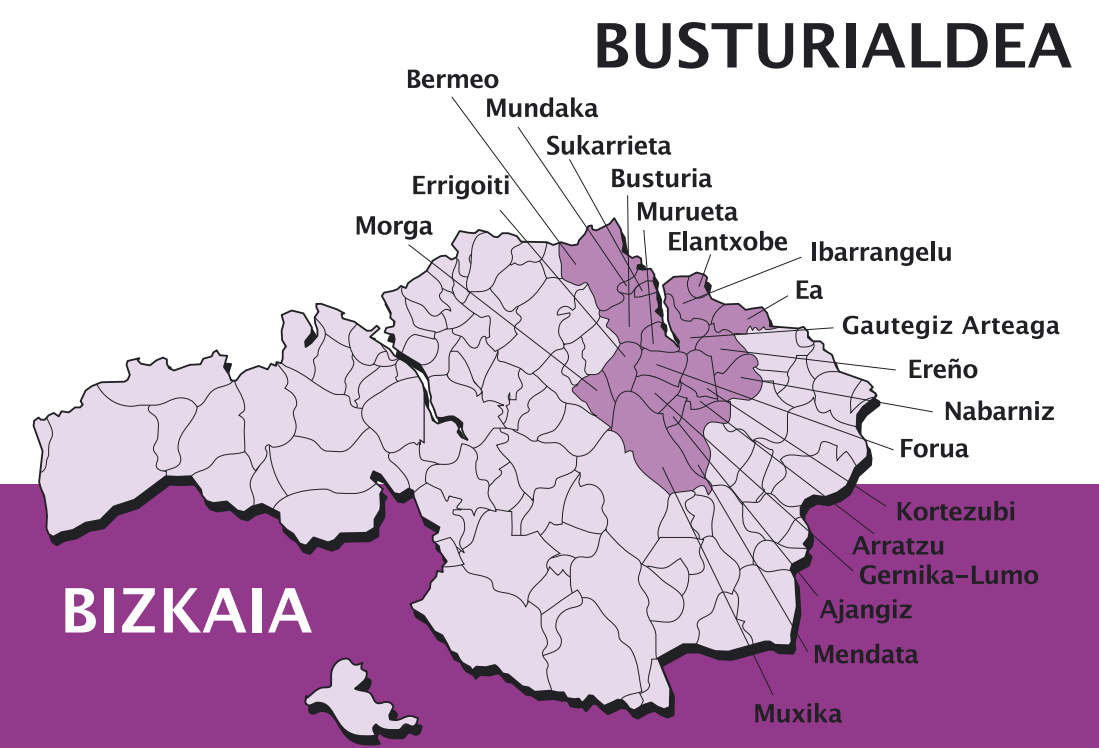 BUSTURIALDEA
Bermeo
Mundaka
Sukarrieta
Errigoiti
Busturia
Morga
Murueta
Elantxobe
Ibarrangelu
Ea
Gautegiz Arteaga
Ereño
Nabarniz
Forua
Kortezubi
Arratzu
Gernika-Lumo
Ajangiz
Mendata
Muxika
BIZKAIA